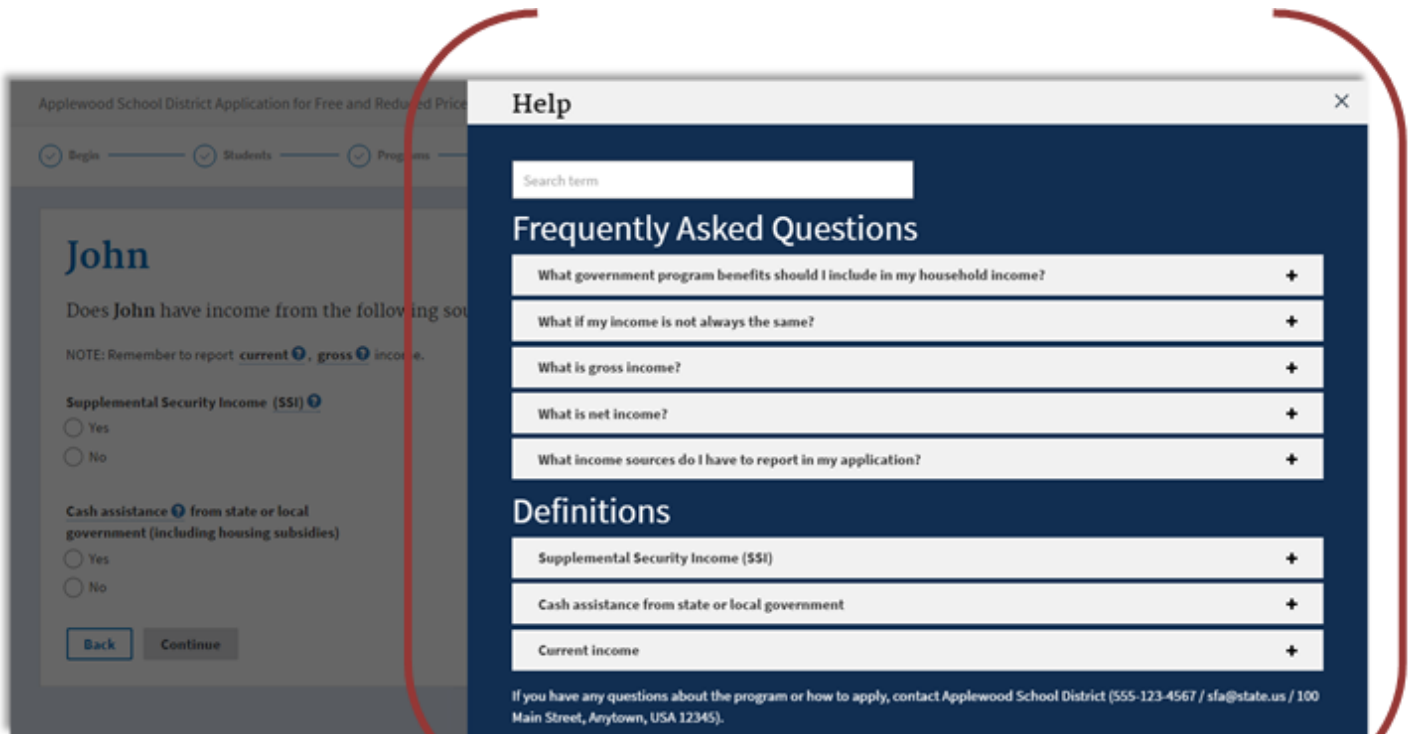 Applewood School District Application for Free and Reduced Price
Begin
Students
Programs
John
Does John have income from the following
NOTE: Remember to report current ?, gross ? income.
Supplemental Security Income (SSI) ?
Yes
No
Cash assistance ? from state or local
government (including housing subsidies)
Yes
No
Back
Continue
Help
Search term
Frequently Asked Questions
What government program benefits should I include in my household income?
What if my income is not always the same?
What is gross income?
What is net income?
What income sources do I have to report in my application?
Definitions
Supplemental Security Income (SSI)
Cash assistance from state or local government
Current income
If you have any questions about the program or how to apply, contact Applewood School District (555-123-4567 / sfa@state.us / 100
Main Street, Anytown, USA 12345).